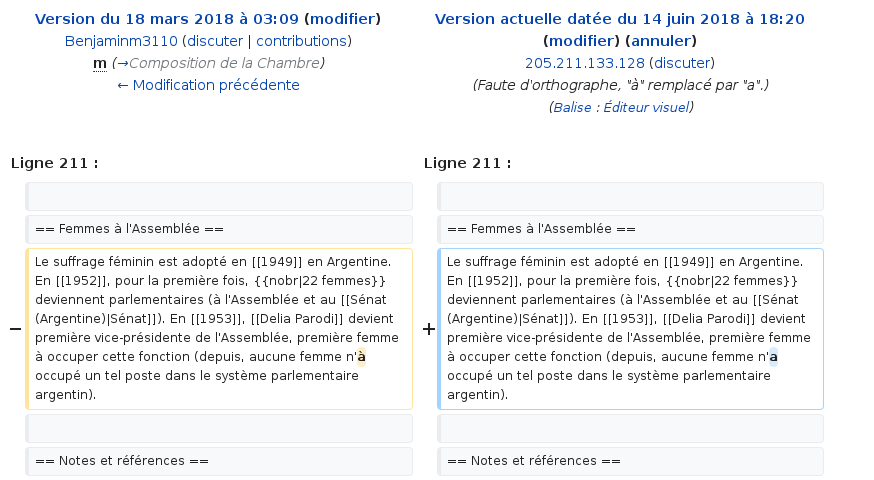 Version du 18 mars 2018 à 03:09 (modifier)
Benjaminm3110 (discuter | contributions)
m (→Composition de la Chambre)
← Modification précédente
Version actuelle datée du 14 juin 2018 à 18:20
(modifier) (annuler)
205.211.133.128 (discuter)
(Faute d'orthographe, "à" remplacé par "a".)
(Balise : Éditeur visuel)
Ligne 211 :
Ligne 211 :
== Femmes à l'Assemblée ==
== Femmes à l'Assemblée ==
−
Le suffrage féminin est adopté en [[1949]] en Argentine.
En [[1952]], pour la première fois, {{nobr|22 femmes}}
deviennent parlementaires (à l'Assemblée et au [[Sénat
(Argentine)|Sénat]]). En [[1953]], [[Delia Parodi]] devient
première vice-présidente de l'Assemblée, première femme
à occuper cette fonction (depuis, aucune femme n'à
occupé un tel poste dans le système parlementaire
argentin).
+
Le suffrage féminin est adopté en [[1949]] en Argentine.
En [[1952]], pour la première fois, {{nobr|22 femmes}}
deviennent parlementaires (à l'Assemblée et au [[Sénat
(Argentine)|Sénat]]). En [[1953]], [[Delia Parodi]] devient
première vice-présidente de l'Assemblée, première femme
à occuper cette fonction (depuis, aucune femme n'a
occupé un tel poste dans le système parlementaire
argentin).
== Notes et références ==
== Notes et références ==